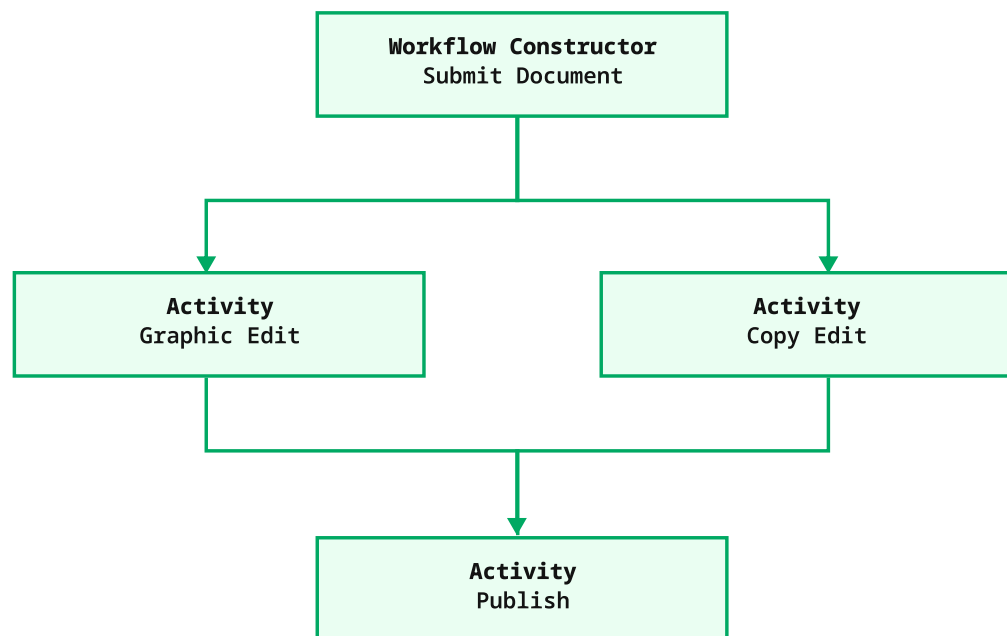 Workflow Constructor
Submit Document
Activity
Graphic Edit
Activity
Copy Edit
Activity
Publish